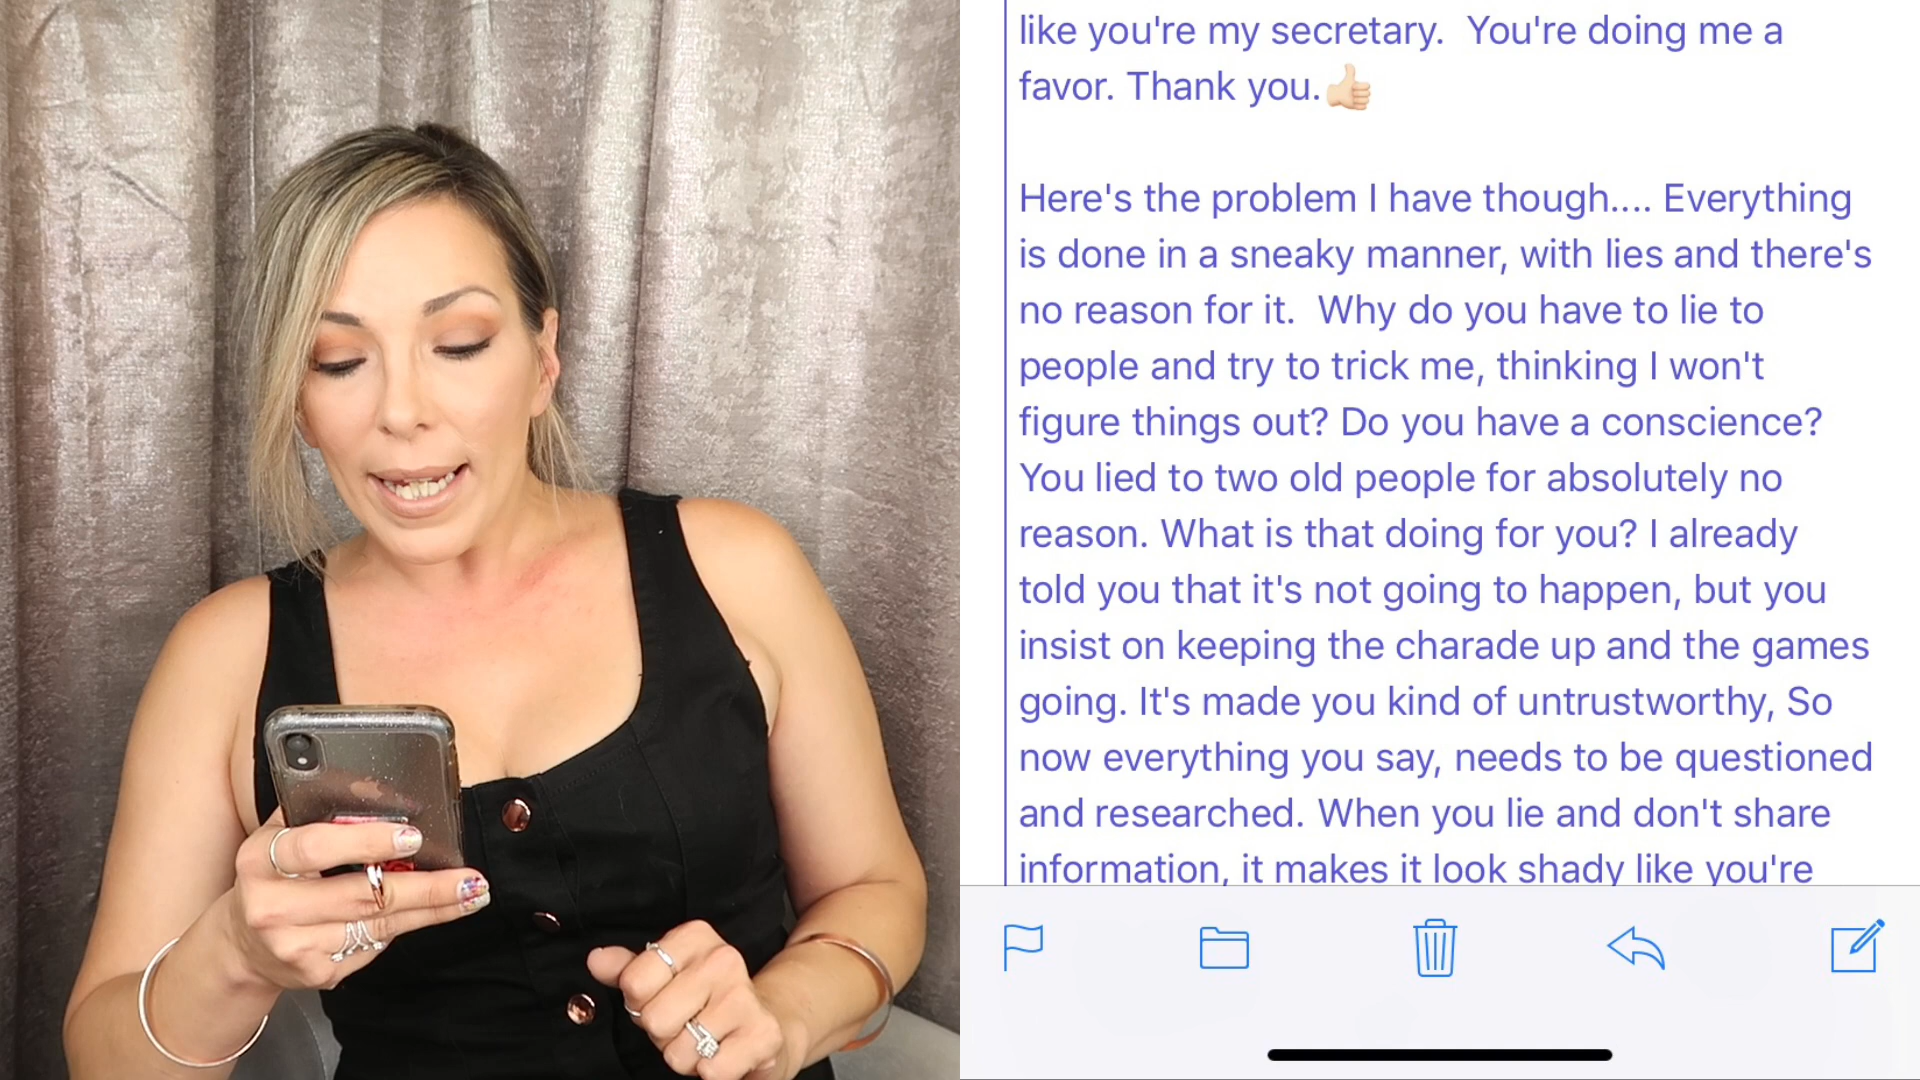 like you're my secretary.  You're doing me a
favor. Thank you.👍🏻
Here's the problem I have though.... Everything
is done in a sneaky manner, with lies and there's
no reason for it.  Why do you have to lie to
people and try to trick me, thinking I won't
figure things out? Do you have a conscience?
You lied to two old people for absolutely no
reason. What is that doing for you? I already
told you that it's not going to happen, but you
insist on keeping the charade up and the games
going. It's made you kind of untrustworthy, So
now everything you say, needs to be questioned
and researched. When you lie and don't share
information, it makes it look shady like you're